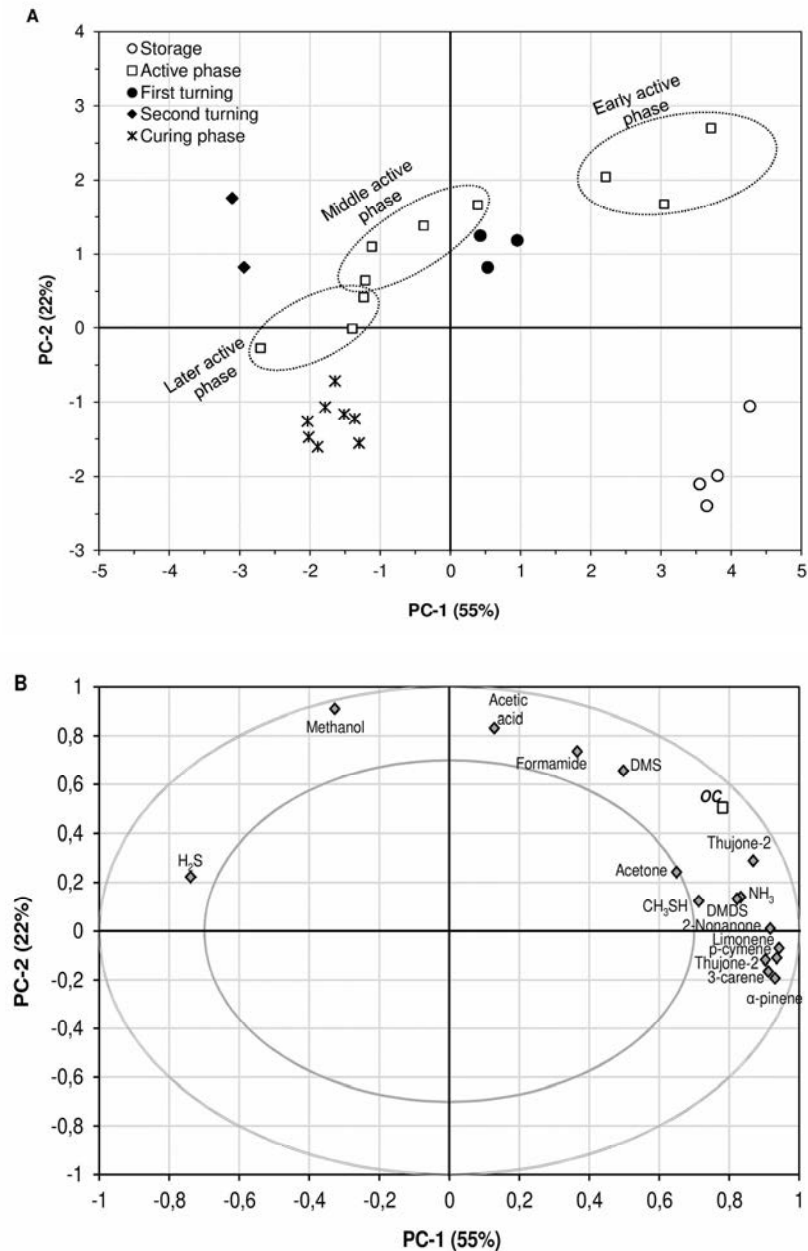 A
Storage
Active phase
First turning
Second turning
Curing phase
Early active
phase
Middle active
phase
Later active
phase
4
3
2
1
0
-1
-2
-3
-5
-4
-3
-2
-1
0
1
2
3
4
5
PC-2 (22%)
PC-1 (55%)
B
1
0,8
0,6
0,4
0,2
0
-0,2
-0,4
-0,6
-0,8
-1
-1
-0,8
-0,6
-0,4
-0,2
0
0,2
0,4
0,6
0,8
1
PC-2 (22%)
PC-1 (55%)
Methanol
Acetic
acid
Formamide
DMS
OC
Thujone-2
H₂S
Acetone
NH₃
CH₃SH
DMDS
2-Nonanone
Limonene
p-cymene
Thujone-2
3-carene
α-pinene